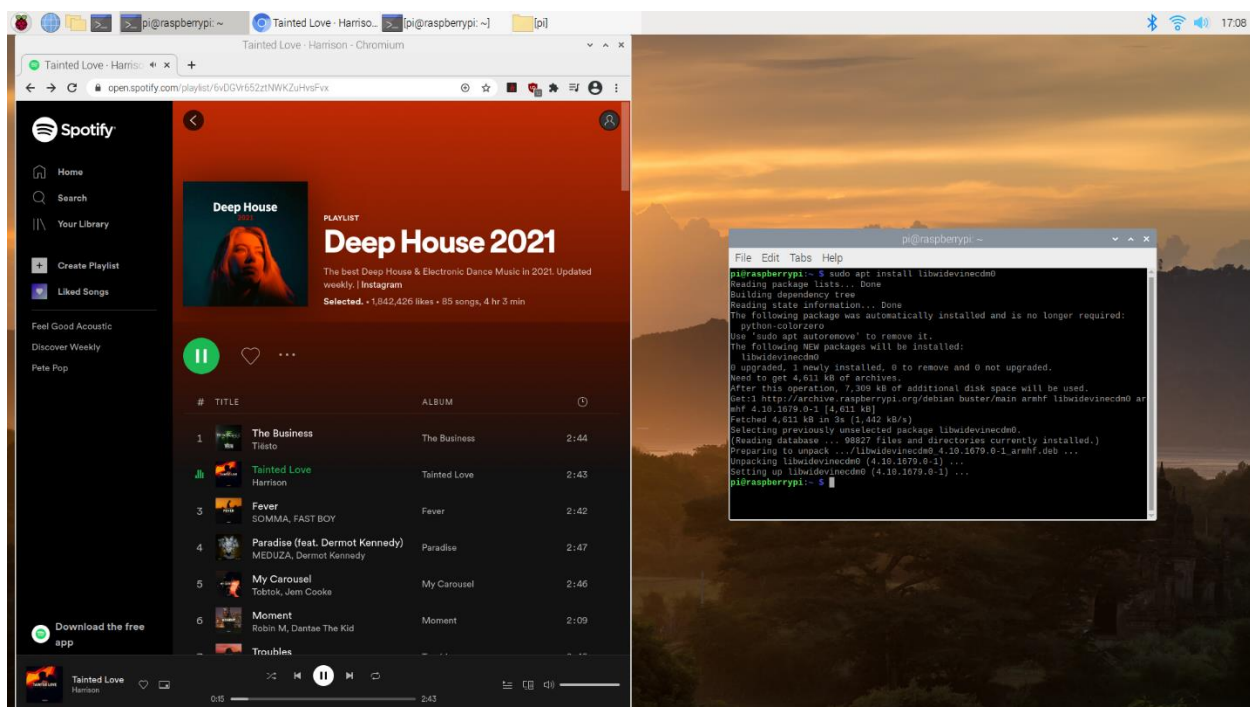 pi@raspberrypi: ~
Tainted Love · Harriso...
[pi@raspberrypi: ~]
[pi]
17:08
Tainted Love · Harrison - Chromium
Tainted Love · Harriso
open.spotify.com/playlist/6vDGVr652ztNWKZuHvsFvx
Spotify
Home
Search
Your Library
Create Playlist
Liked Songs
Feel Good Acoustic
Discover Weekly
Pete Pop
Download the free
app
Deep House
2021
PLAYLIST
Deep House 2021
The best Deep House & Electronic Dance Music in 2021. Updated
weekly. | Instagram
Selected. • 1,842,426 likes • 85 songs, 4 hr 3 min
# TITLE ALBUM
1 The Business The Business 2:44
Tiësto
Tainted Love Tainted Love 2:43
Harrison
3 Fever Fever 2:42
SOMMA, FAST BOY
4 Paradise (feat. Dermot Kennedy) Paradise 2:47
MEDUZA, Dermot Kennedy
5 My Carousel My Carousel 2:46
Tobtok, Jem Cooke
6 Moment Moment 2:09
Robin M, Dantae The Kid
Troubles
Tainted Love
Harrison
0:15 2:43
pi@raspberrypi: ~
File Edit Tabs Help
pi@raspberrypi:~ $ sudo apt install libwidevinecdm0
Reading package lists... Done
Building dependency tree
Reading state information... Done
The following package was automatically installed and is no longer required:
python-colorzero
Use 'sudo apt autoremove' to remove it.
The following NEW packages will be installed:
libwidevinecdm0
0 upgraded, 1 newly installed, 0 to remove and 0 not upgraded.
Need to get 4,611 kB of archives.
After this operation, 7,309 kB of additional disk space will be used.
Get:1 http://archive.raspberrypi.org/debian buster/main armhf libwidevinecdm0 ar
mhf 4.10.1679.0-1 [4,611 kB]
Fetched 4,611 kB in 3s (1,442 kB/s)
Selecting previously unselected package libwidevinecdm0.
(Reading database ... 98827 files and directories currently installed.)
Preparing to unpack .../libwidevinecdm0_4.10.1679.0-1_armhf.deb ...
Unpacking libwidevinecdm0 (4.10.1679.0-1) ...
Setting up libwidevinecdm0 (4.10.1679.0-1) ...
pi@raspberrypi:~ $